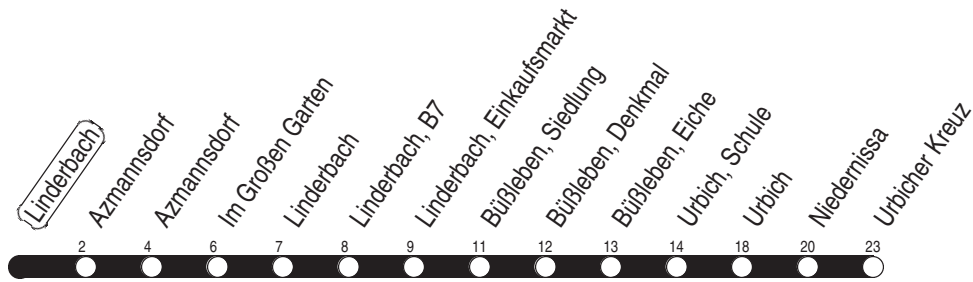 Linderbach
Azmannsdorf
Azmannsdorf
Im Großen Garten
Linderbach
Linderbach, B7
Linderbach, Einkaufsmarkt
Büßleben, Siedlung
Büßleben, Denkmal
Büßleben, Eiche
Urbich, Schule
Urbich
Niedernissa
Urbicher Kreuz
2 4 6 7 8 9 11 12 13 14 18 20 23